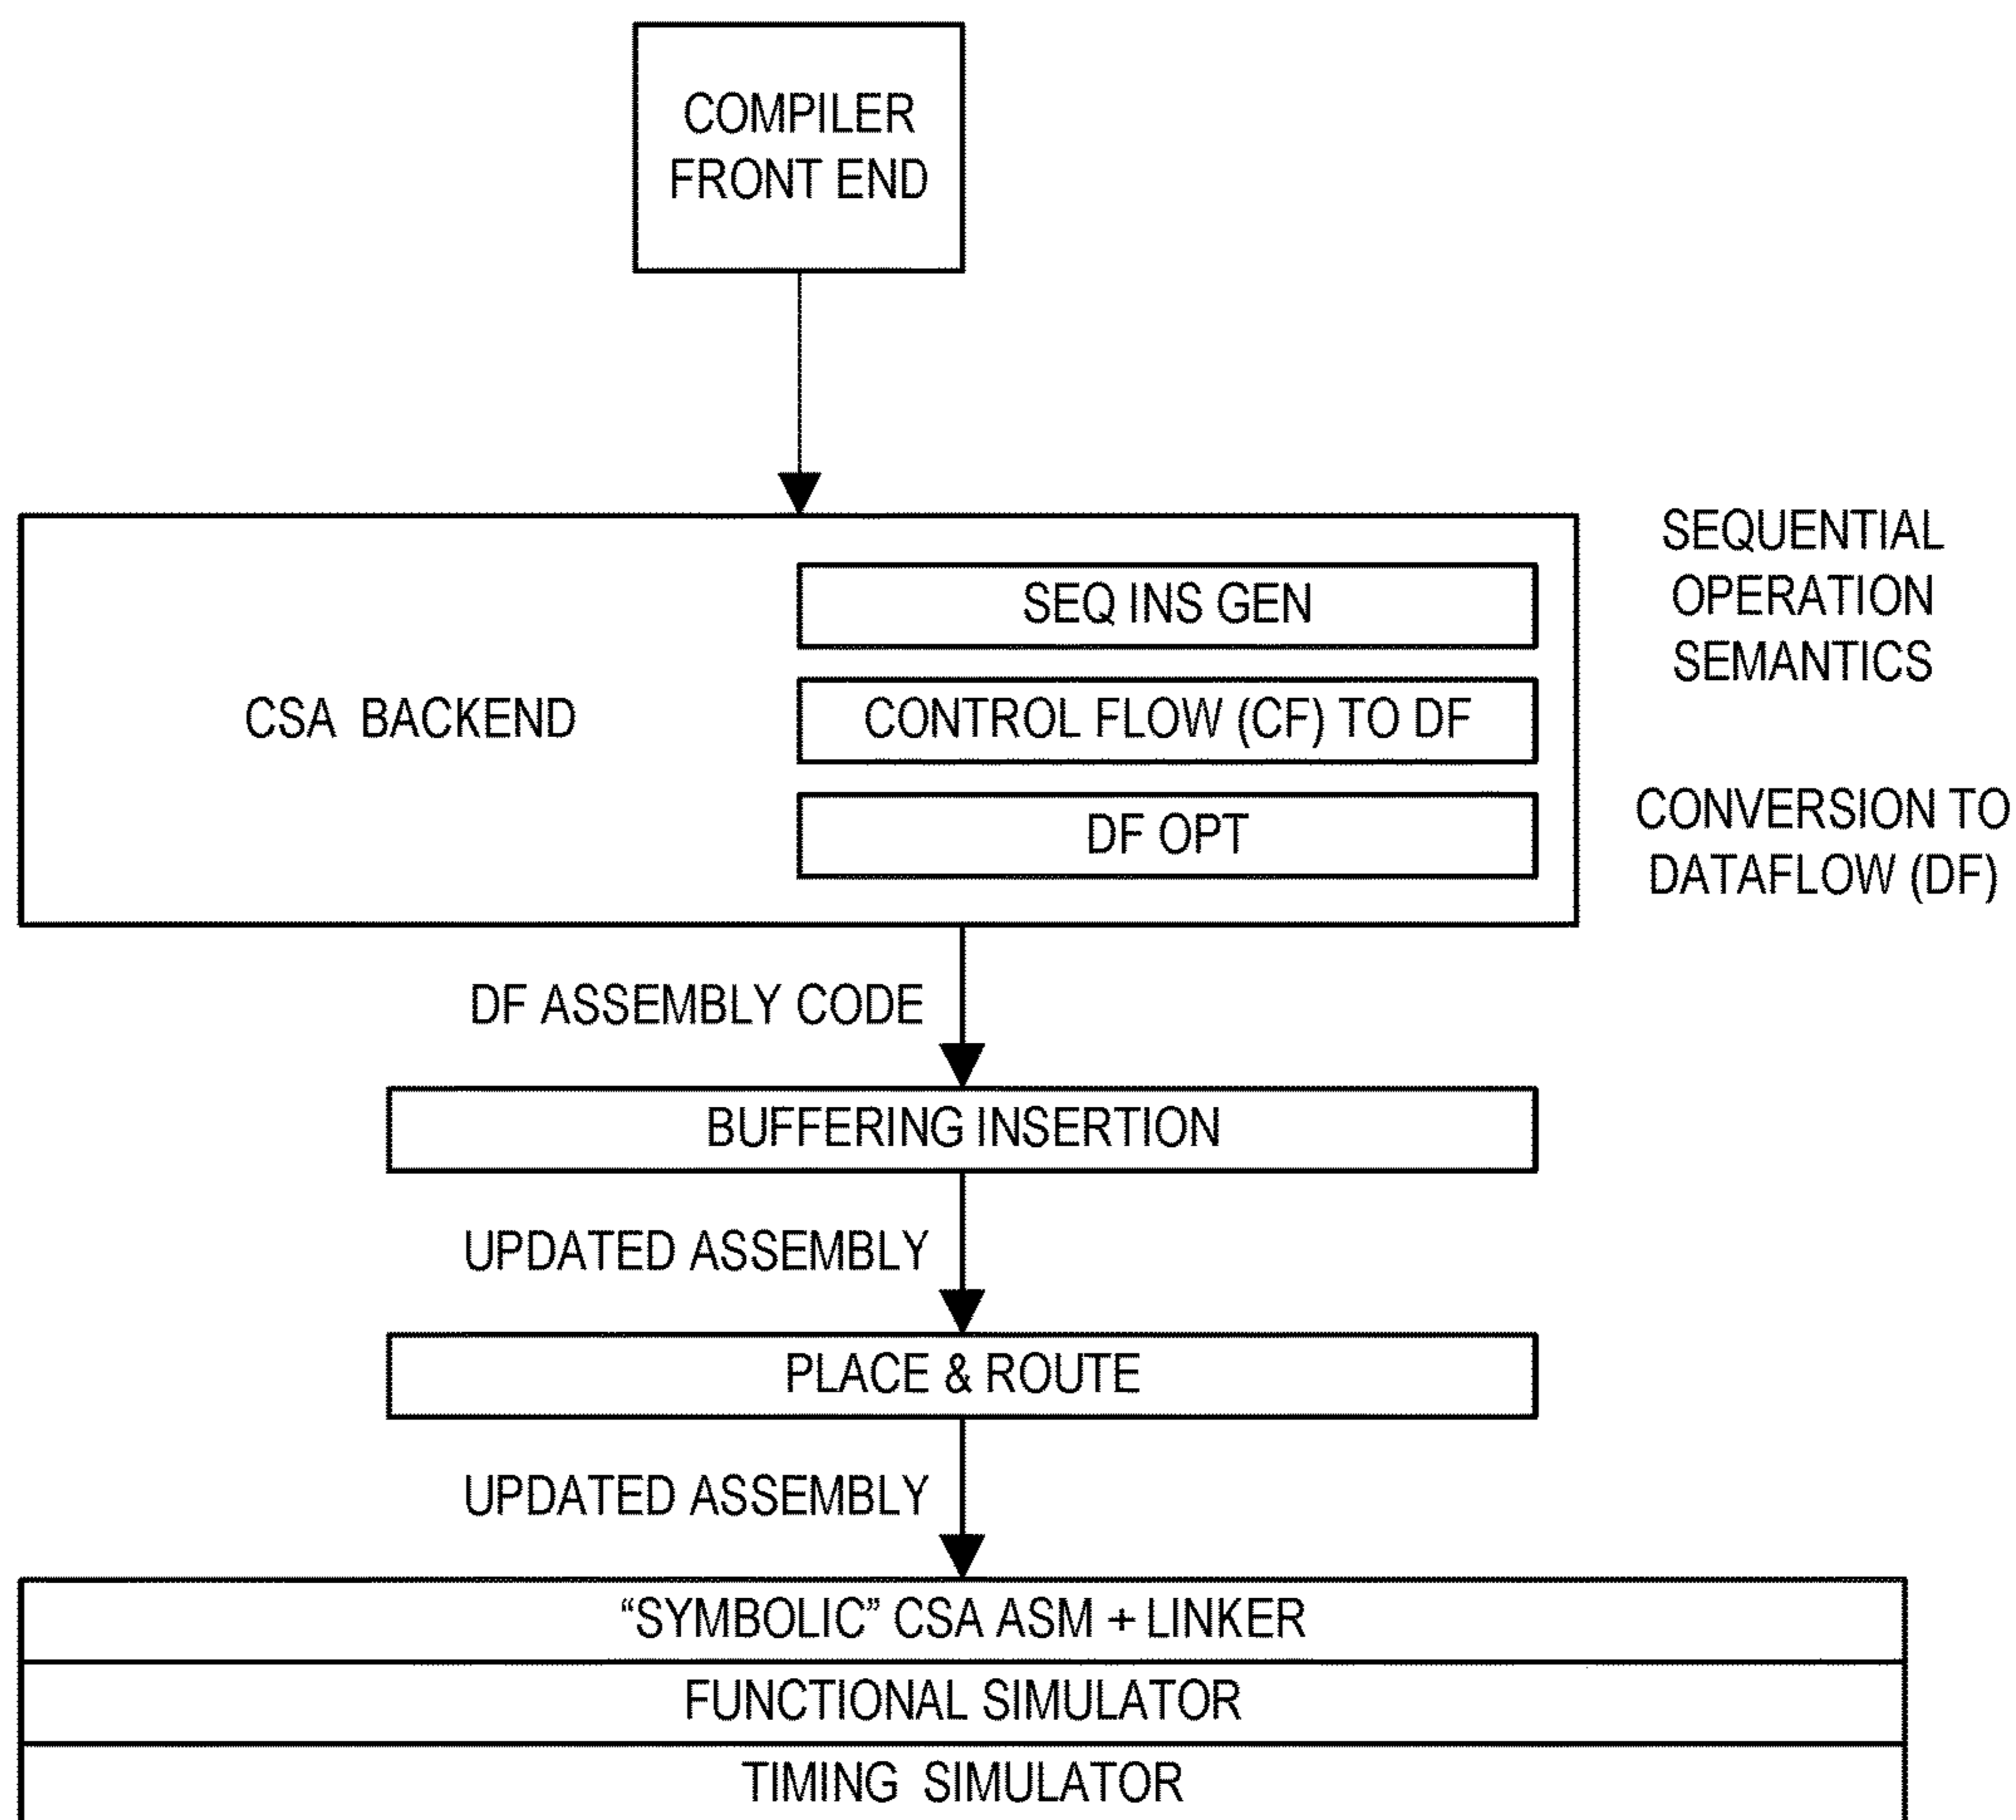 COMPILER
FRONT END
SEQUENTIAL
OPERATION
SEMANTICS
SEQ INS GEN
CSA BACKEND
CONTROL FLOW (CF) TO DF
DF OPT
CONVERSION TO
DATAFLOW (DF)
DF ASSEMBLY CODE
BUFFERING INSERTION
UPDATED ASSEMBLY
PLACE & ROUTE
UPDATED ASSEMBLY
“SYMBOLIC” CSA ASM + LINKER
FUNCTIONAL SIMULATOR
TIMING SIMULATOR